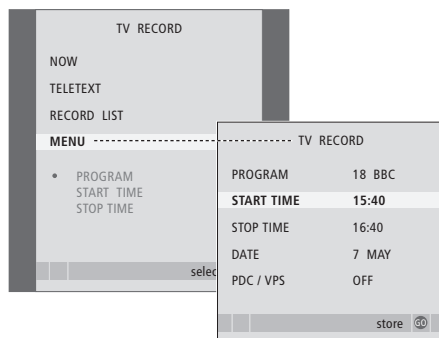 TV RECORD
NOW
TELETEXT
RECORD LIST
MENU
• PROGRAM
START TIME
STOP TIME
TV RECORD
PROGRAM 18 BBC
START TIME 15:40
STOP TIME 16:40
DATE 7 MAY
PDC / VPS OFF
store GO